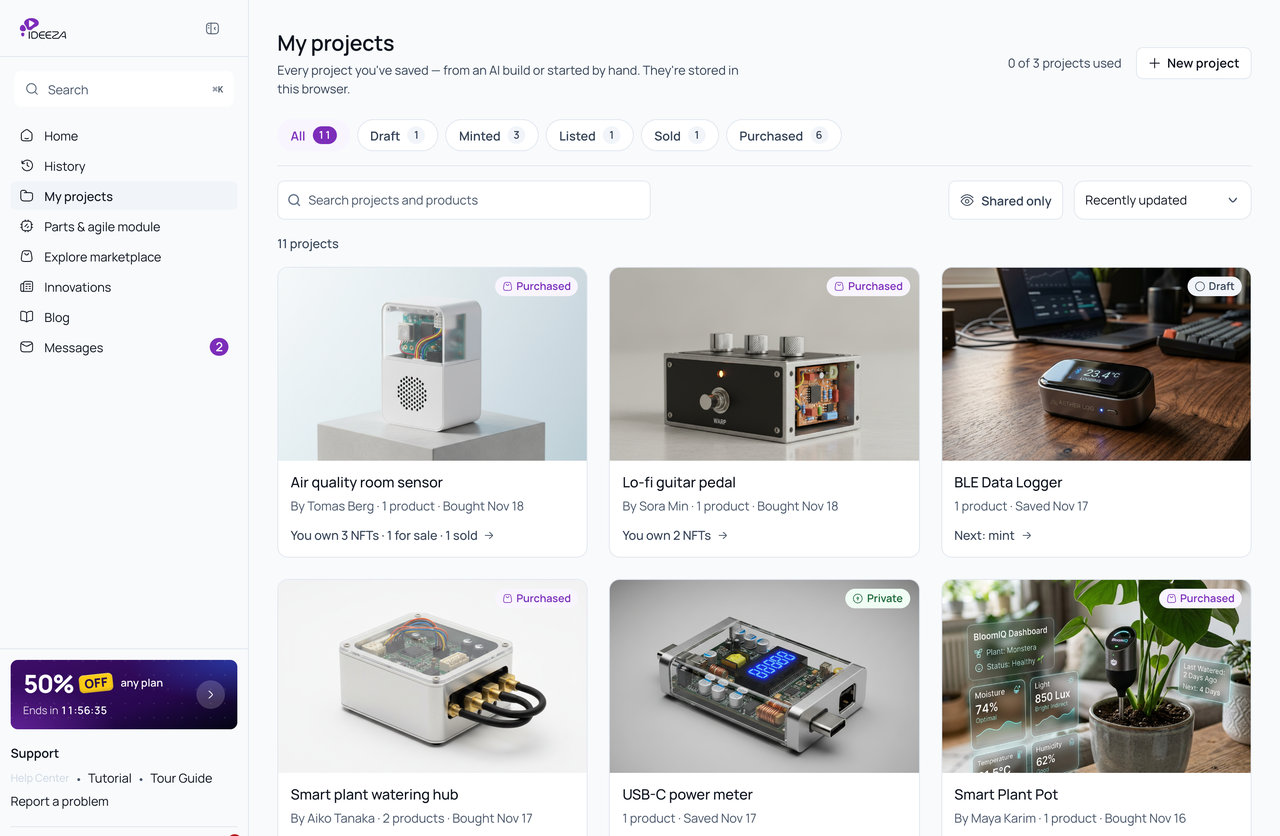 IDEEZA
Search
⌘K
Home
History
My projects
Parts & agile module
Explore marketplace
Innovations
Blog
Messages
2
50% OFF any plan
Ends in 11:56:35
Support
Help Center • Tutorial • Tour Guide
Report a problem
My projects
Every project you've saved — from an AI build or started by hand. They're stored in
this browser.
0 of 3 projects used
New project
All 11
Draft 1
Minted 3
Listed 1
Sold 1
Purchased 6
Search projects and products
Shared only
Recently updated
11 projects
Purchased
Air quality room sensor
By Tomas Berg · 1 product · Bought Nov 18
You own 3 NFTs · 1 for sale · 1 sold →
Purchased
WARP
Lo-fi guitar pedal
By Sora Min · 1 product · Bought Nov 18
You own 2 NFTs →
Draft
23.4°C
BLE Data Logger
1 product · Saved Nov 17
Next: mint →
Purchased
Smart plant watering hub
By Aiko Tanaka · 2 products · Bought Nov 17
Private
USB-C power meter
1 product · Saved Nov 17
Purchased
BloomIQ Dashboard
Plant: Monstera
Status: Healthy
Moisture
74%
Optimal
Light
850 Lux
Bright Indirect
Last Watered:
2 Days Ago
Next: 4 Days
Temperature
Humidity
62%
Good
Smart Plant Pot
By Maya Karim · 1 product · Bought Nov 16